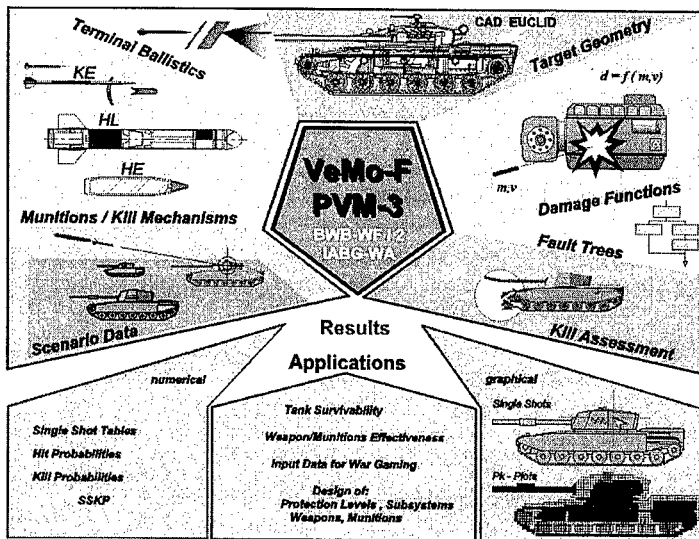 CAD EUCLID
Terminal Ballistics
Target Geometry
KE
d = f ( m,v)
HL
HE
m,v
VeMo-F
PVM-3
BWB-WF I 2
IABG-WA
Munitions / Kill Mechanisms
Damage Functions
Fault Trees
Scenario Data
Kill Assessment
Results
Applications
numerical
Single Shot Tables
Hit Probabilities
Kill Probabilities
SSKP
Tank Survivability
Weapon/Munitions Effectiveness
Input Data for War Gaming
Design of:
Protection Levels , Subsystems
Weapons, Munitions
graphical
Single Shots
Pk - Plots